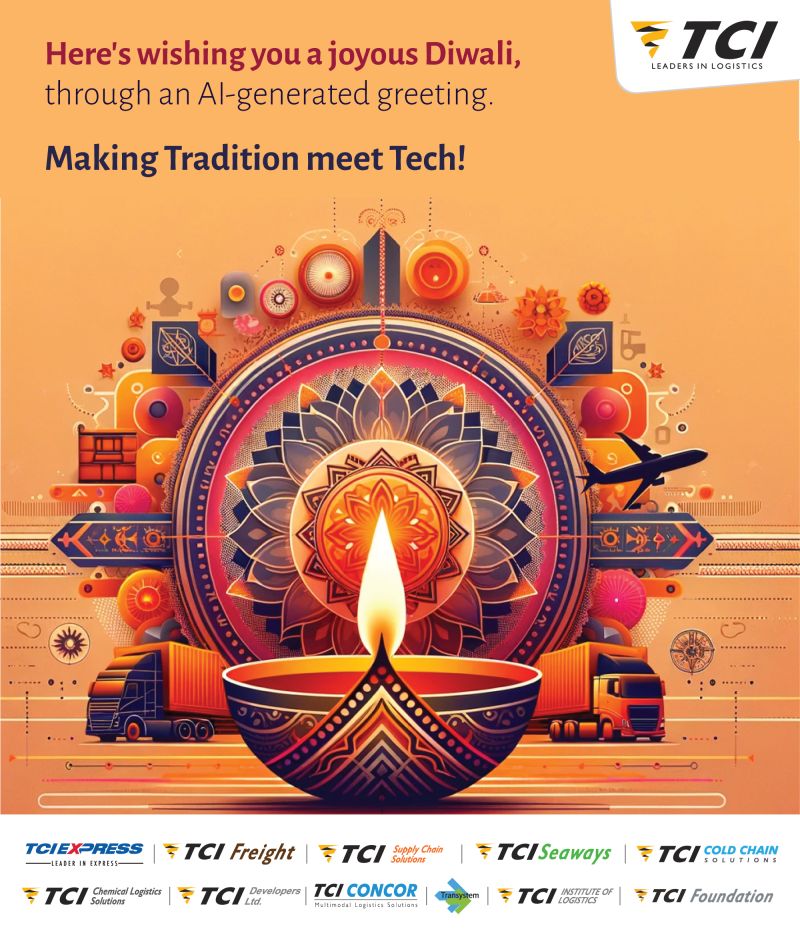 Here's wishing you a joyous Diwali,
through an AI-generated greeting.
Making Tradition meet Tech!
TCI
LEADERS IN LOGISTICS
TCIEXPRESS
LEADER IN EXPRESS
TCI Freight
TCI Supply Chain
Solutions
TCI Seaways
TCI COLD CHAIN
SOLUTIONS
TCI Chemical Logistics
Solutions
TCI Developers
Ltd.
TCI CONCOR
Multimodal Logistics Solutions
Transystem
TCI INSTITUTE OF
LOGISTICS
TCI Foundation